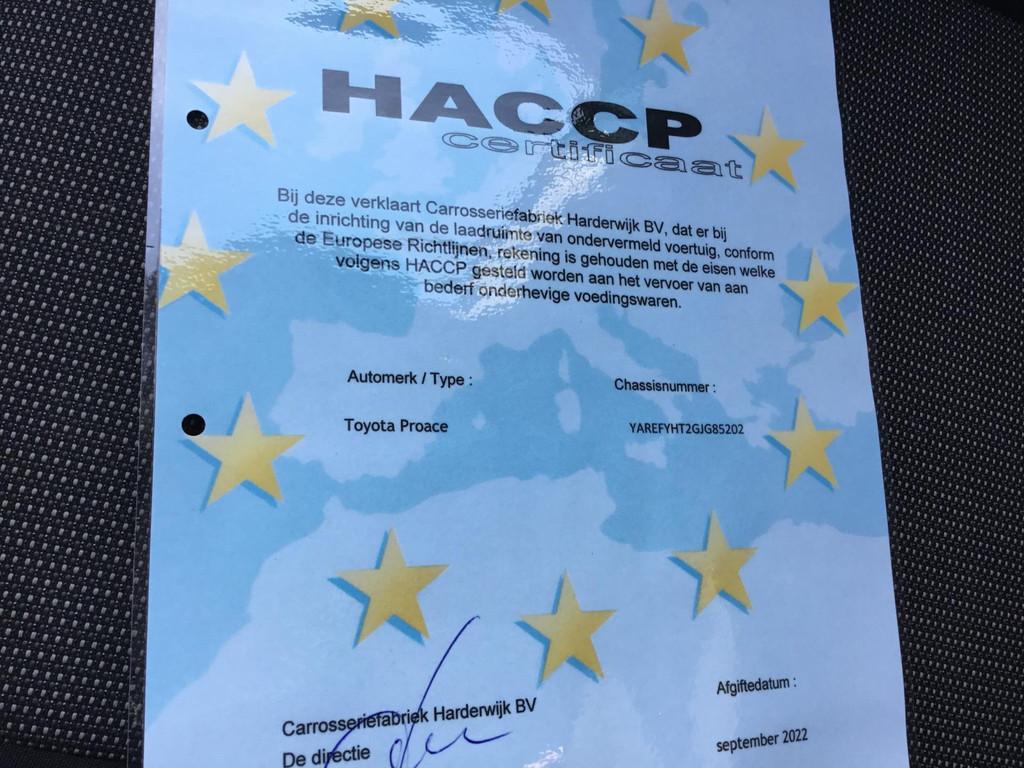 HACCP
certificaat
Bij deze verklaart Carrosseriefabriek Harderwijk BV, dat er bij
de inrichting van de laadruimte van ondervermeld voertuig, conform
de Europese Richtlijnen, rekening is gehouden met de eisen welke
volgens HACCP gesteld worden aan het vervoer van aan
bederf onderhevige voedingswaren.
Automerk / Type :
Chassisnummer :
Toyota Proace
YAREFYHT2GJG85202
Carrosseriefabriek Harderwijk BV
De directie
Afgiftedatum :
september 2022